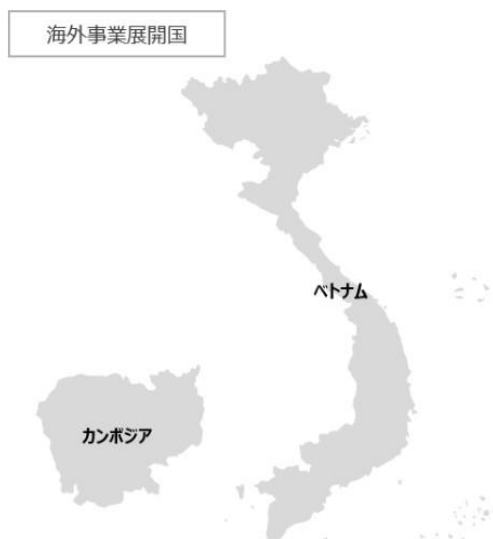 海外事業展開国
ベトナム
カンボジア